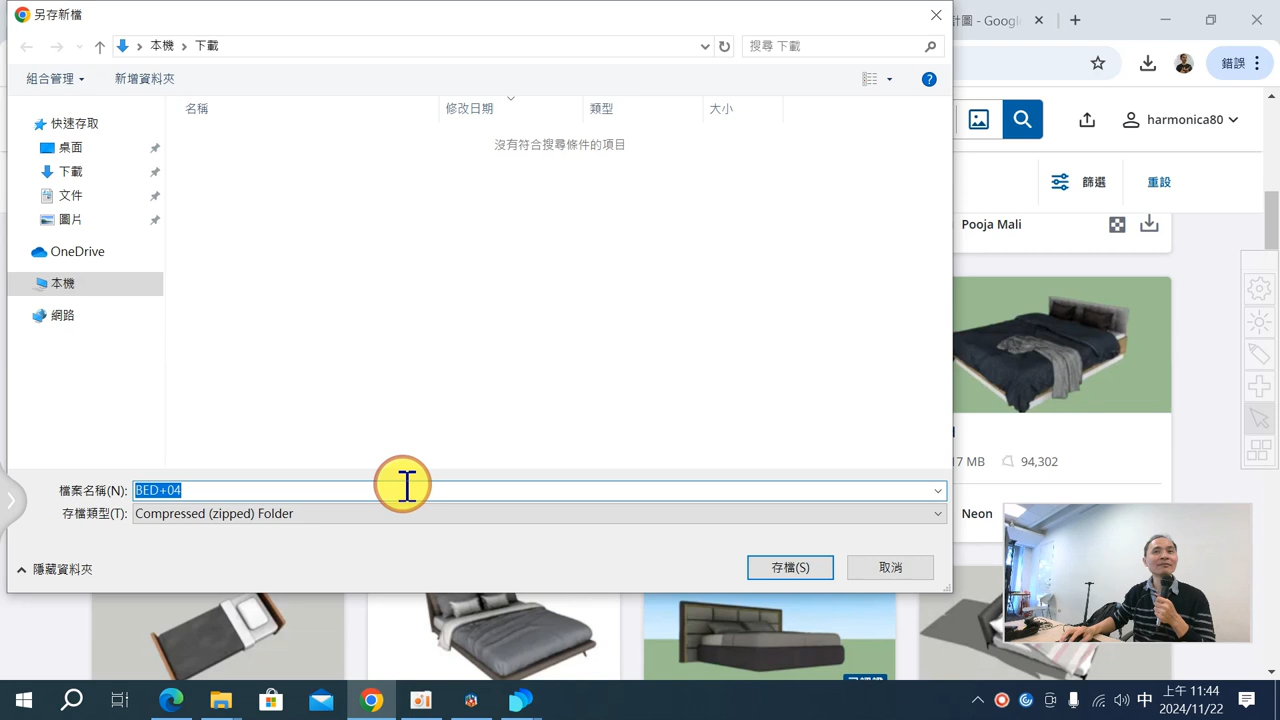 另存新檔
計圖 - Google
本機
下載
搜尋 下載
錯誤
組合管理
新增資料夾
名稱
修改日期
類型
大小
harmonica80
快速存取
沒有符合搜尋條件的項目
桌面
下載
篩選
重設
文件
圖片
Pooja Mali
OneDrive
本機
網路
17 MB
94,302
檔案名稱(N):
BED+04
存檔類型(T):
Compressed (zipped) Folder
Neon
隱藏資料夾
存檔(S)
取消
中
上午 11:44
2024/11/22